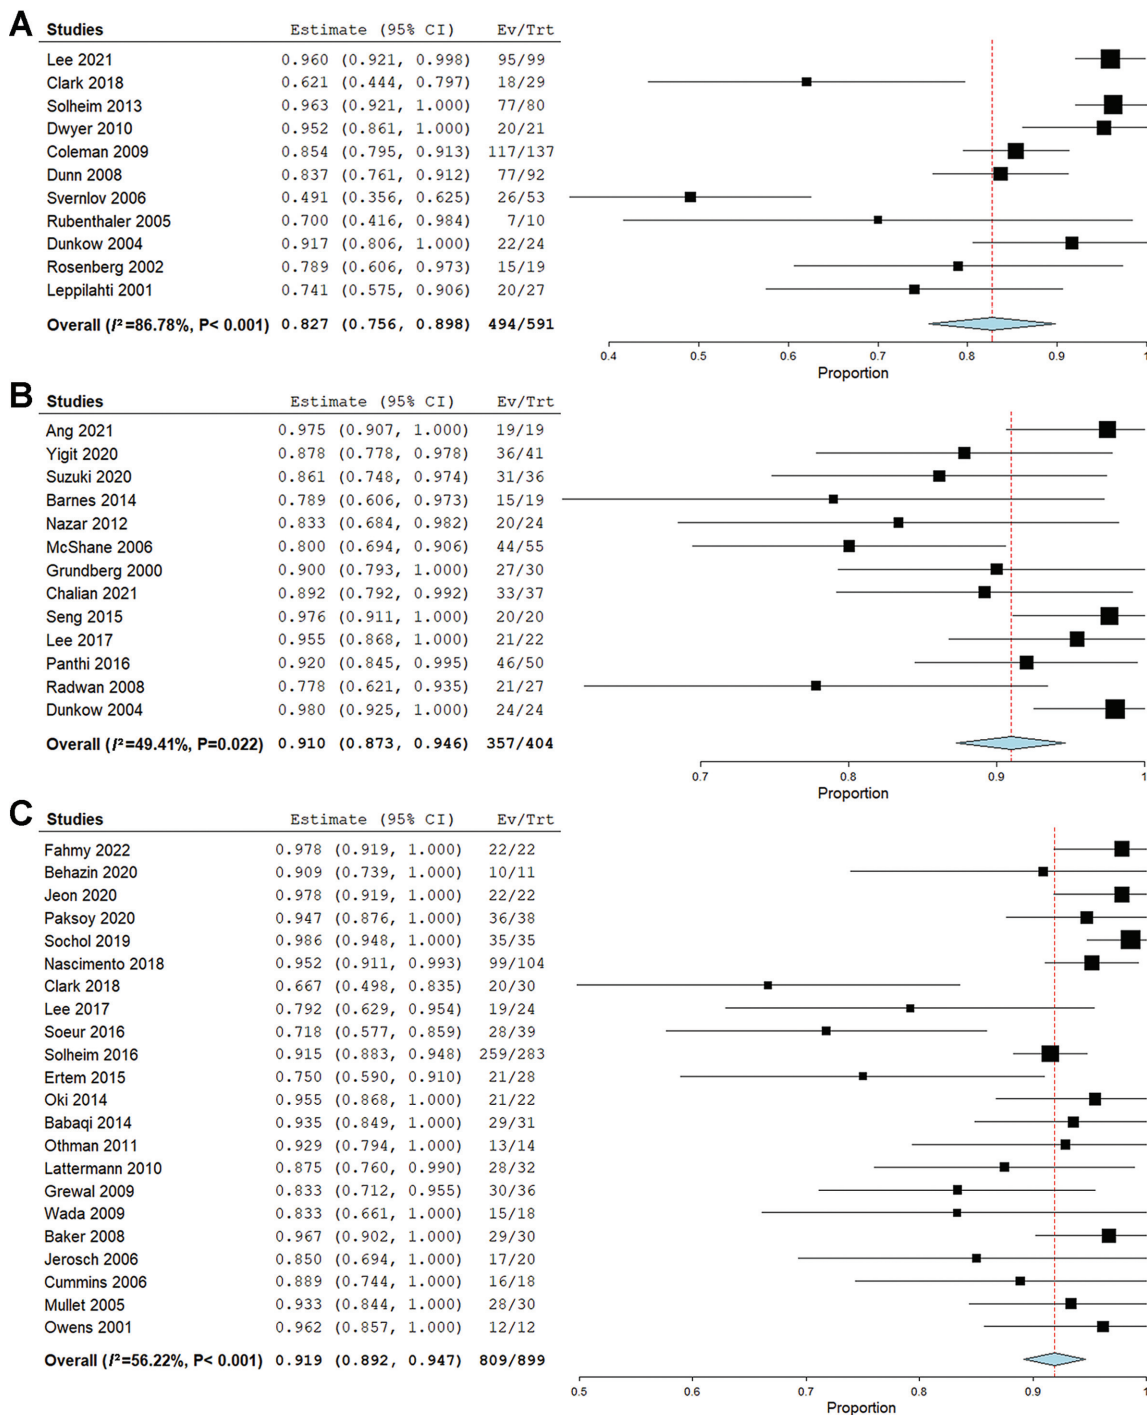 A
Studies Estimate (95% CI) Ev/Trt
Lee 2021 0.960 (0.921, 0.998) 95/99
Clark 2018 0.621 (0.444, 0.797) 18/29
Solheim 2013 0.963 (0.921, 1.000) 77/80
Dwyer 2010 0.952 (0.861, 1.000) 20/21
Coleman 2009 0.854 (0.795, 0.913) 117/137
Dunn 2008 0.837 (0.761, 0.912) 77/92
Svernlov 2006 0.491 (0.356, 0.625) 26/53
Rubenthaler 2005 0.700 (0.416, 0.984) 7/10
Dunkow 2004 0.917 (0.806, 1.000) 22/24
Rosenberg 2002 0.789 (0.606, 0.973) 15/19
Leppilahti 2001 0.741 (0.575, 0.906) 20/27
Overall (I²=86.78%, P< 0.001) 0.827 (0.756, 0.898) 494/591
0.4 0.5 0.6 0.7 0.8 0.9 1
Proportion
B
Studies Estimate (95% CI) Ev/Trt
Ang 2021 0.975 (0.907, 1.000) 19/19
Yigit 2020 0.878 (0.778, 0.978) 36/41
Suzuki 2020 0.861 (0.748, 0.974) 31/36
Barnes 2014 0.789 (0.606, 0.973) 15/19
Nazar 2012 0.833 (0.684, 0.982) 20/24
McShane 2006 0.800 (0.694, 0.906) 44/55
Grundberg 2000 0.900 (0.793, 1.000) 27/30
Chalian 2021 0.892 (0.792, 0.992) 33/37
Seng 2015 0.976 (0.911, 1.000) 20/20
Lee 2017 0.955 (0.868, 1.000) 21/22
Panthi 2016 0.920 (0.845, 0.995) 46/50
Radwan 2008 0.778 (0.621, 0.935) 21/27
Dunkow 2004 0.980 (0.925, 1.000) 24/24
Overall (I²=49.41%, P=0.022) 0.910 (0.873, 0.946) 357/404
0.7 0.8 0.9 1
Proportion
C
Studies Estimate (95% CI) Ev/Trt
Fahmy 2022 0.978 (0.919, 1.000) 22/22
Behazin 2020 0.909 (0.739, 1.000) 10/11
Jeon 2020 0.978 (0.919, 1.000) 22/22
Paksoy 2020 0.947 (0.876, 1.000) 36/38
Sochol 2019 0.986 (0.948, 1.000) 35/35
Nascimento 2018 0.952 (0.911, 0.993) 99/104
Clark 2018 0.667 (0.498, 0.835) 20/30
Lee 2017 0.792 (0.629, 0.954) 19/24
Soeur 2016 0.718 (0.577, 0.859) 28/39
Solheim 2016 0.915 (0.883, 0.948) 259/283
Ertem 2015 0.750 (0.590, 0.910) 21/28
Oki 2014 0.955 (0.868, 1.000) 21/22
Babaqi 2014 0.935 (0.849, 1.000) 29/31
Othman 2011 0.929 (0.794, 1.000) 13/14
Lattermann 2010 0.875 (0.760, 0.990) 28/32
Grewal 2009 0.833 (0.712, 0.955) 30/36
Wada 2009 0.833 (0.661, 1.000) 15/18
Baker 2008 0.967 (0.902, 1.000) 29/30
Jerosch 2006 0.850 (0.694, 1.000) 17/20
Cummins 2006 0.889 (0.744, 1.000) 16/18
Mullet 2005 0.933 (0.844, 1.000) 28/30
Owens 2001 0.962 (0.857, 1.000) 12/12
Overall (I²=56.22%, P< 0.001) 0.919 (0.892, 0.947) 809/899
0.5 0.6 0.7 0.8 0.9 1
Proportion